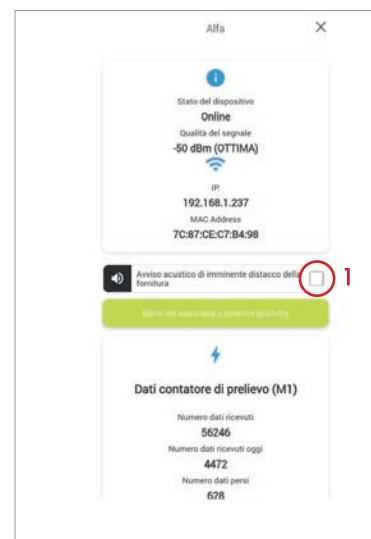 Alfa
Stato del dispositivo
Online
Qualità del segnale
-50 dBm (OTTIMA)
IP:
192.168.1.237
MAC Address
7C:87:CE:C7:B4:98
Avviso acustico di imminente distacco della
fornitura
1
Barra led associata a potenza prodotta
Dati contatore di prelievo (M1)
Numero dati ricevuti
56246
Numero dati ricevuti oggi
4472
Numero dati persi
628